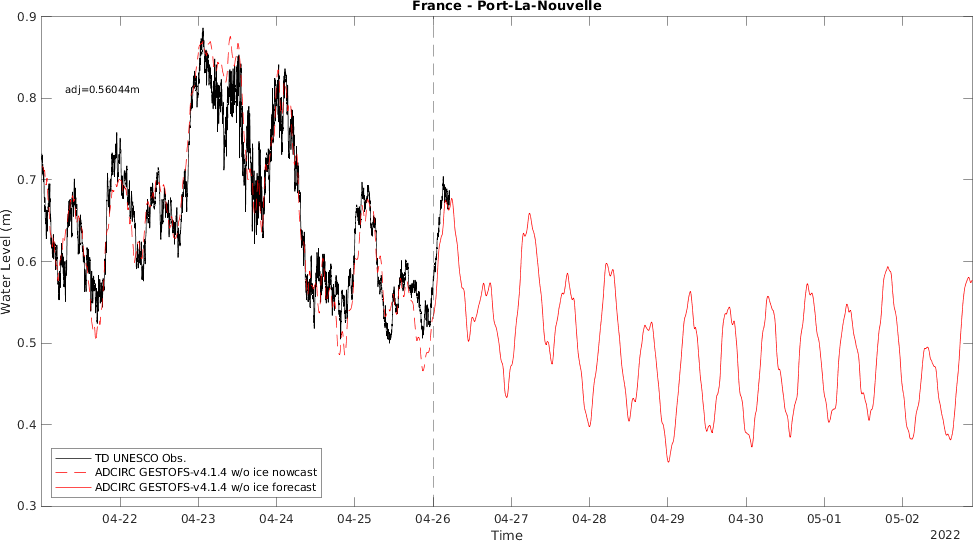 France - Port-La-Nouvelle
0.9
0.8
0.7
0.6
0.5
0.4
0.3
Water Level (m)
adj=0.56044m
TD UNESCO Obs.
ADCIRC GESTOFS-v4.1.4 w/o ice nowcast
ADCIRC GESTOFS-v4.1.4 w/o ice forecast
04-22 04-23 04-24 04-25 04-26 04-27 04-28 04-29 04-30 05-01 05-02
Time
2022